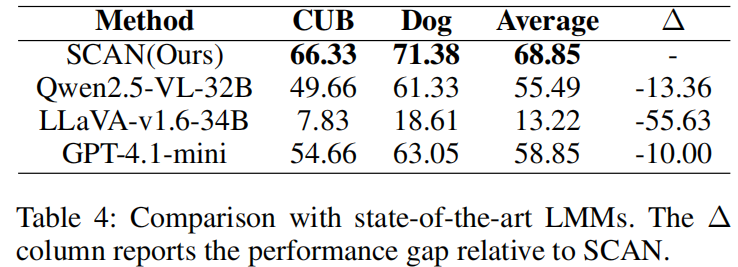 Method CUB Dog Average Δ
SCAN(Ours) 66.33 71.38 68.85 -
Qwen2.5-VL-32B 49.66 61.33 55.49 -13.36
LLaVA-v1.6-34B 7.83 18.61 13.22 -55.63
GPT-4.1-mini 54.66 63.05 58.85 -10.00
Table 4: Comparison with state-of-the-art LMMs. The Δ
column reports the performance gap relative to SCAN.